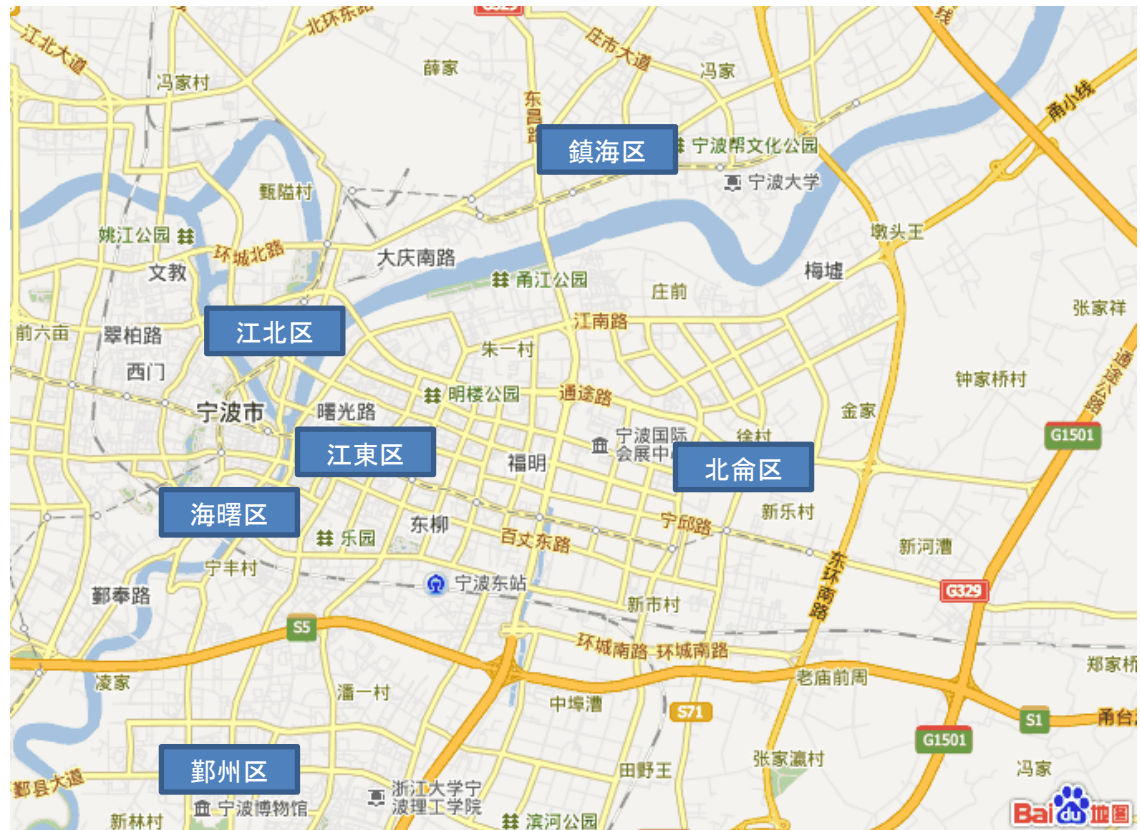 G329
江北大道
北环东路
庄市大道
甬小线
冯家村
薛家
冯家
东昌路
鎮海区
宁波帮文化公园
宁波大学
甄隘村
姚江公园
环城北路
大庆南路
墩头王
文教
甬江公园
庄前
梅墟
前六亩
翠柏路
江北区
江南路
朱一村
张家祥
西门
明楼公园
通途路
钟家桥村
通途公路
宁波市
曙光路
金家
G1501
江東区
福明
宁波国际
会展中心
徐村
北侖区
海曙区
乐园
东柳
百丈东路
宁邱路
新乐村
新河漕
宁丰村
鄞奉路
宁波东站
新市村
东环南路
G329
S5
环城南路
环城南路
郑家桥
凌家
潘一村
中埠漕
老庙前周
S71
S1
甬台
G1501
鄞州区
鄞县大道
宁波博物馆
浙江大学宁
波理工学院
田野王
张家瀛村
冯家
新林村
滨河公园
Bai du 地图